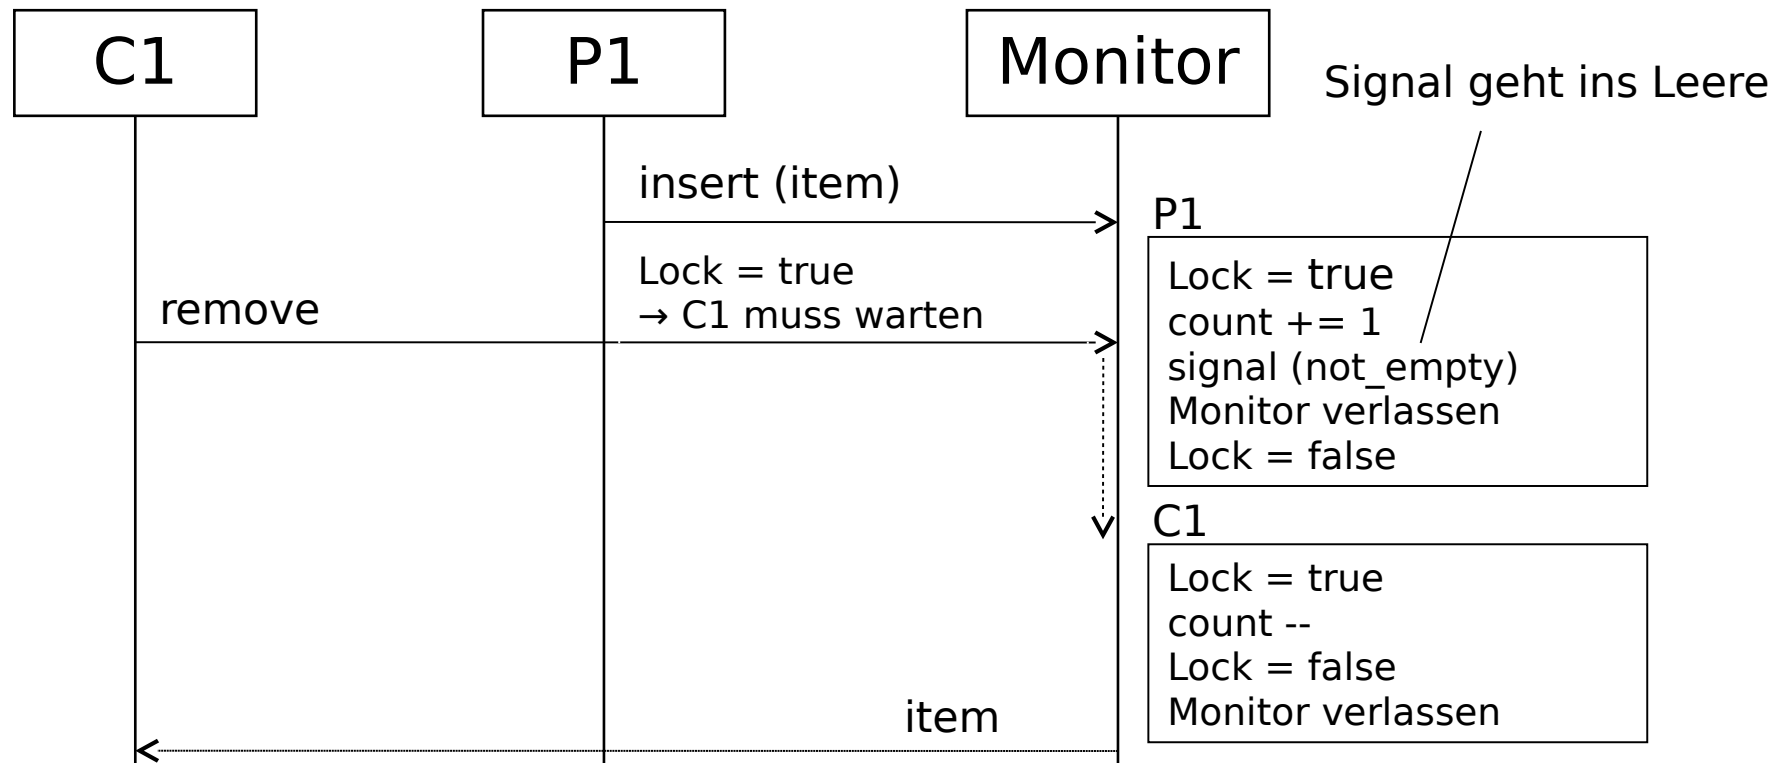 C1
P1
Monitor
Signal geht ins Leere
insert (item)
P1
Lock = true
→ C1 muss warten
remove
Lock = true
count += 1
signal (not_empty)
Monitor verlassen
Lock = false
C1
Lock = true
count --
Lock = false
Monitor verlassen
item